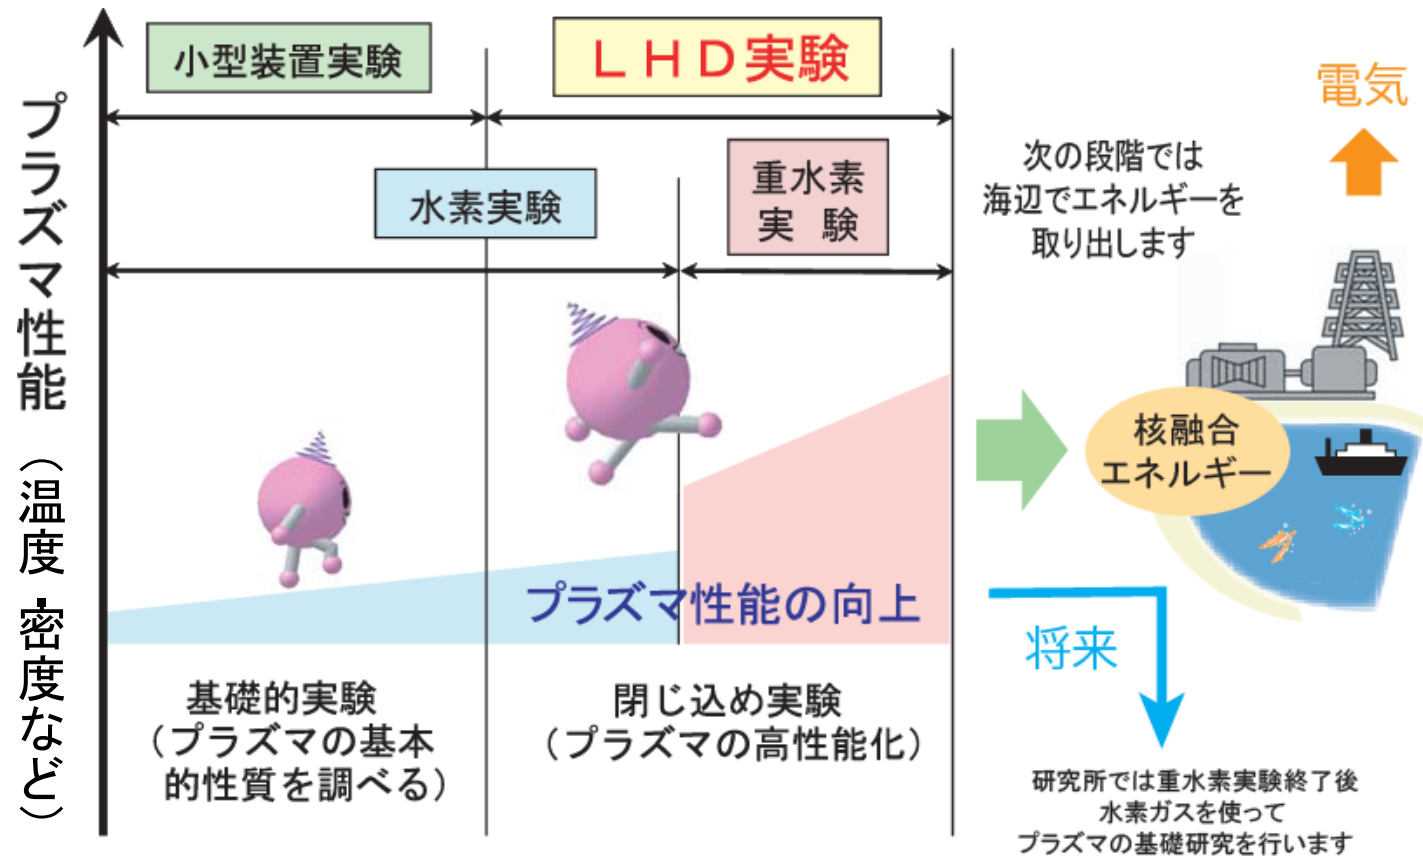 プラズマ性能
（温度・密度など）
小型装置実験
ＬＨＤ実験
水素実験
重水素
実 験
プラズマ性能の向上
基礎的実験
（プラズマの基本
的性質を調べる）
閉じ込め実験
（プラズマの高性能化）
電気
次の段階では
海辺でエネルギーを
取り出します
核融合
エネルギー
将来
研究所では重水素実験終了後
水素ガスを使って
プラズマの基礎研究を行います